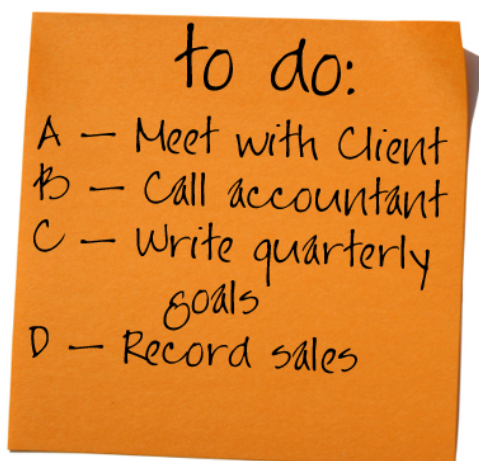 to do:
A – Meet with Client
B – Call accountant
C – Write quarterly
goals
D – Record sales